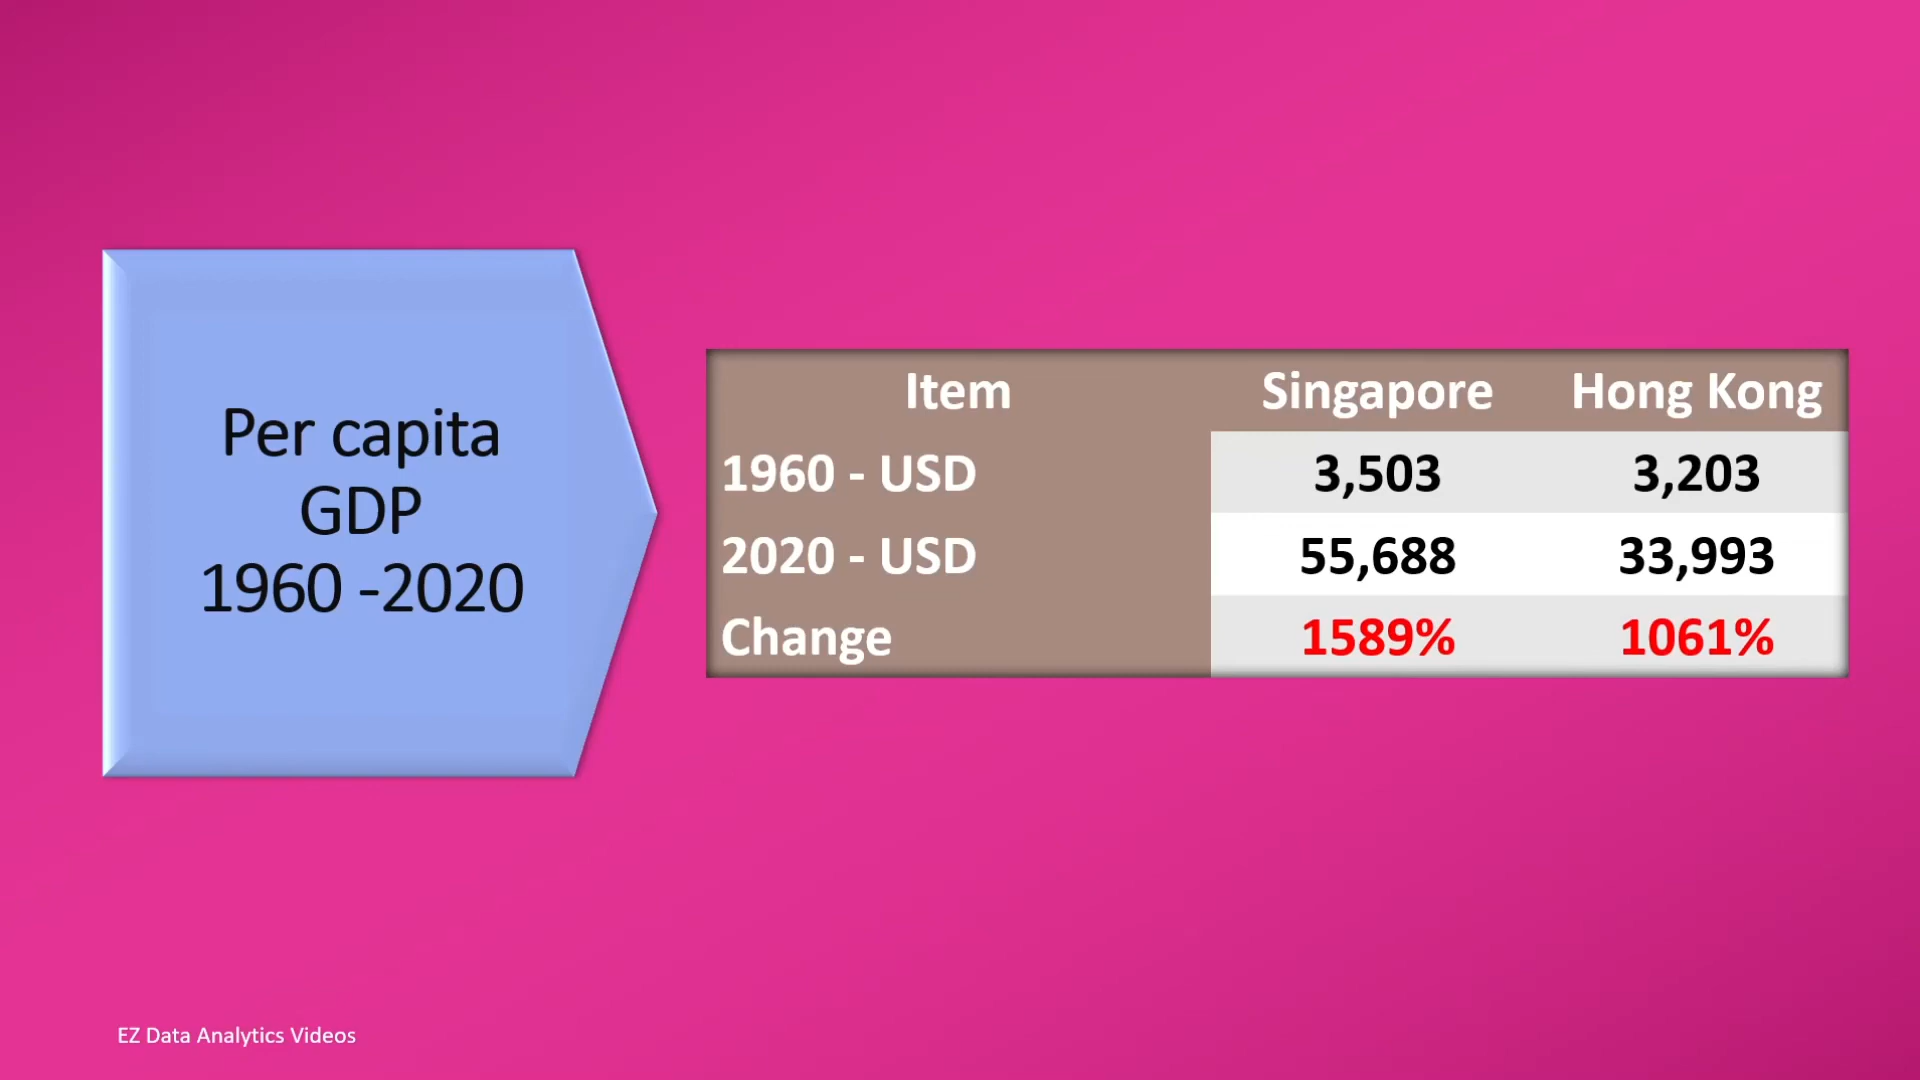 Per capita
GDP
1960 -2020
Item Singapore Hong Kong
1960 - USD 3,503 3,203
2020 - USD 55,688 33,993
Change 1589% 1061%
EZ Data Analytics Videos